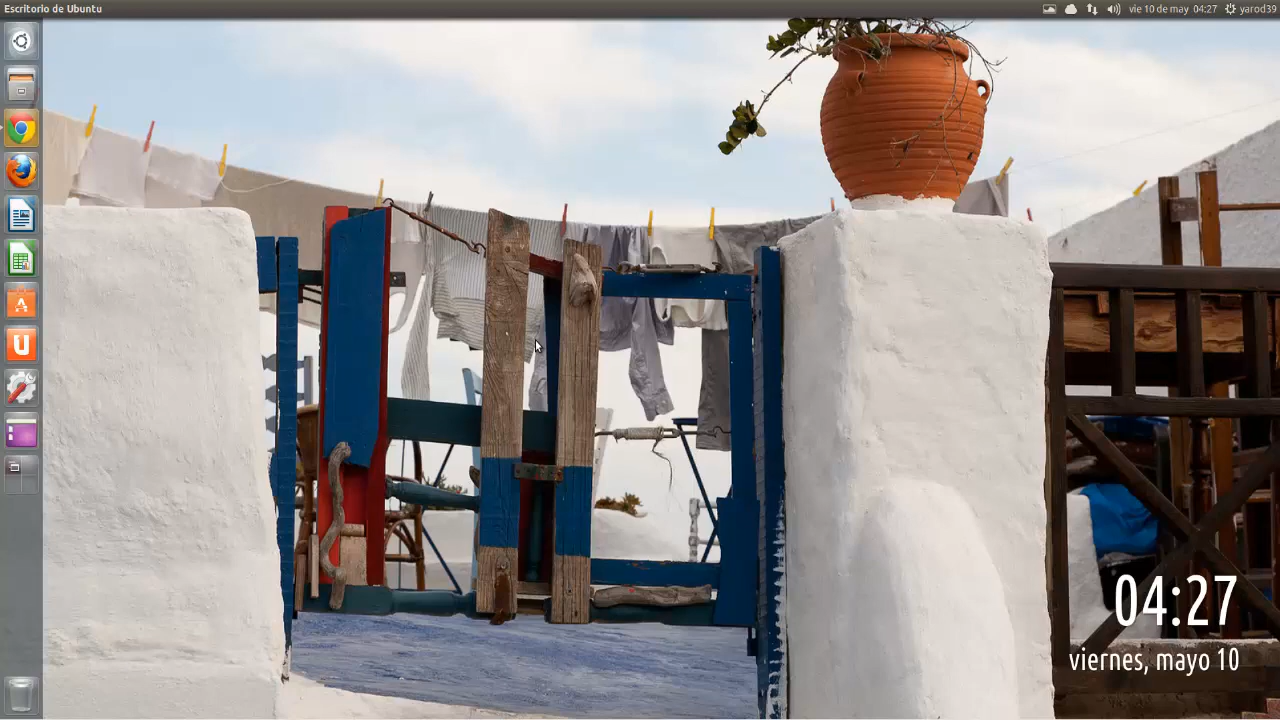 Escritorio de Ubuntu
vie 10 de may 04:27
yarod39
04:27
viernes, mayo 10